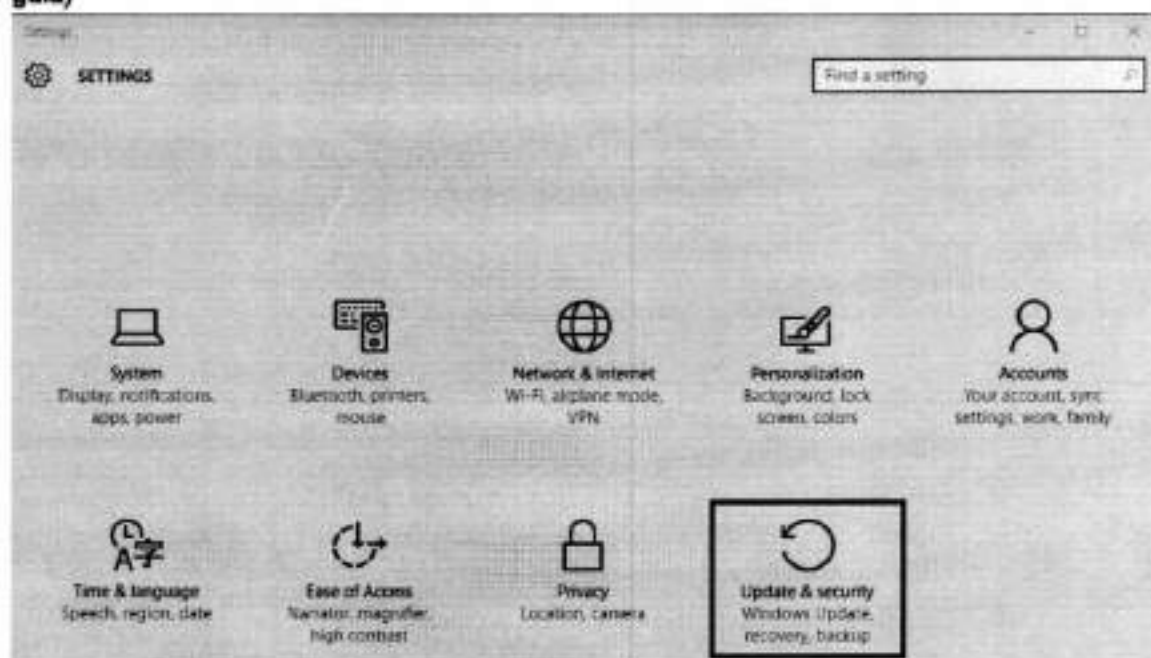 Settings
SETTINGS
Find a setting
System
Display, notifications,
apps, power
Devices
Bluetooth, printers,
mouse
Network & Internet
Wi-Fi, airplane mode,
VPN
Personalization
Background, lock
screen, colors
Accounts
Your account, sync
settings, work, family
Time & language
Speech, region, date
Ease of Access
Narrator, magnifier,
high contrast
Privacy
Location, camera
Update & security
Windows Update,
recovery, backup